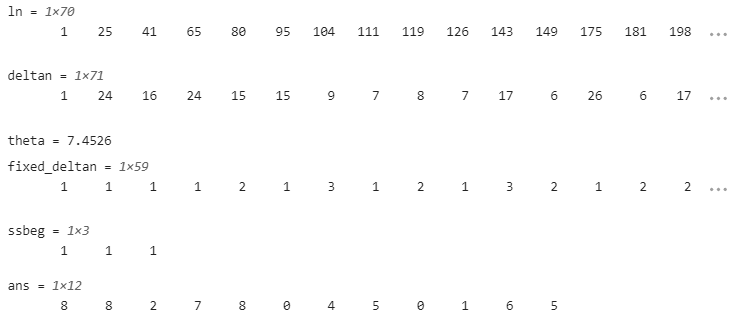 ln = 1×70
1 25 41 65 80 95 104 111 119 126 143 149 175 181 198 ...
deltan = 1×71
1 24 16 24 15 15 9 7 8 7 17 6 26 6 17 ...
theta = 7.4526
fixed_deltan = 1×59
1 1 1 1 2 1 3 1 2 1 3 2 1 2 2 ...
ssbeg = 1×3
1 1 1
ans = 1×12
8 8 2 7 8 0 4 5 0 1 6 5